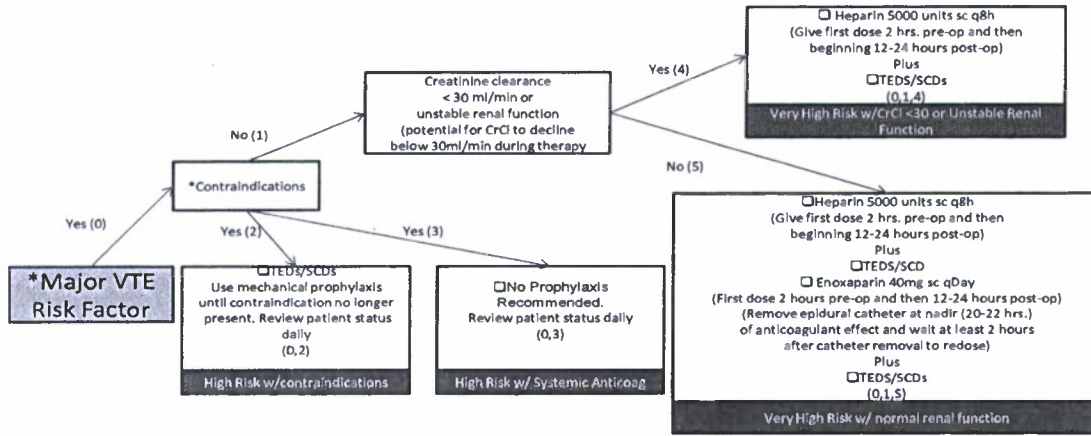 ❑ Heparin 5000 units sc q8h
(Give first dose 2 hrs. pre-op and then
beginning 12-24 hours post-op)
Plus
❑TEDS/SCDs
(0,1,4)
Very High Risk w/CrCl <30 or Unstable Renal
Function
Yes (4)
Creatinine clearance
< 30 ml/min or
unstable renal function
(potential for CrCl to decline
below 30ml/min during therapy
No (1)
No (5)
*Contraindications
Yes (0)
Yes (2)
Yes (3)
*Major VTE
Risk Factor
❑TEDS/SCDs
Use mechanical prophylaxis
until contraindication no longer
present. Review patient status
daily
(D,2)
High Risk w/contraindications
❑No Prophylaxis
Recommended.
Review patient status daily
(0,3)
High Risk w/ Systemic Anticoag
❑Heparin 5000 units sc q8h
(Give first dose 2 hrs. pre-op and then
beginning 12-24 hours post-op)
Plus
❑TEDS/SCD
❑ Enoxaparin 40mg sc qDay
(First dose 2 hours pre-op and then 12-24 hours post-op)
(Remove epidural catheter at nadir (20-22 hrs.)
of anticoagulant effect and wait at least 2 hours
after catheter removal to redose)
Plus
❑TEDS/SCDs
(0,1,S)
Very High Risk w/ normal renal function